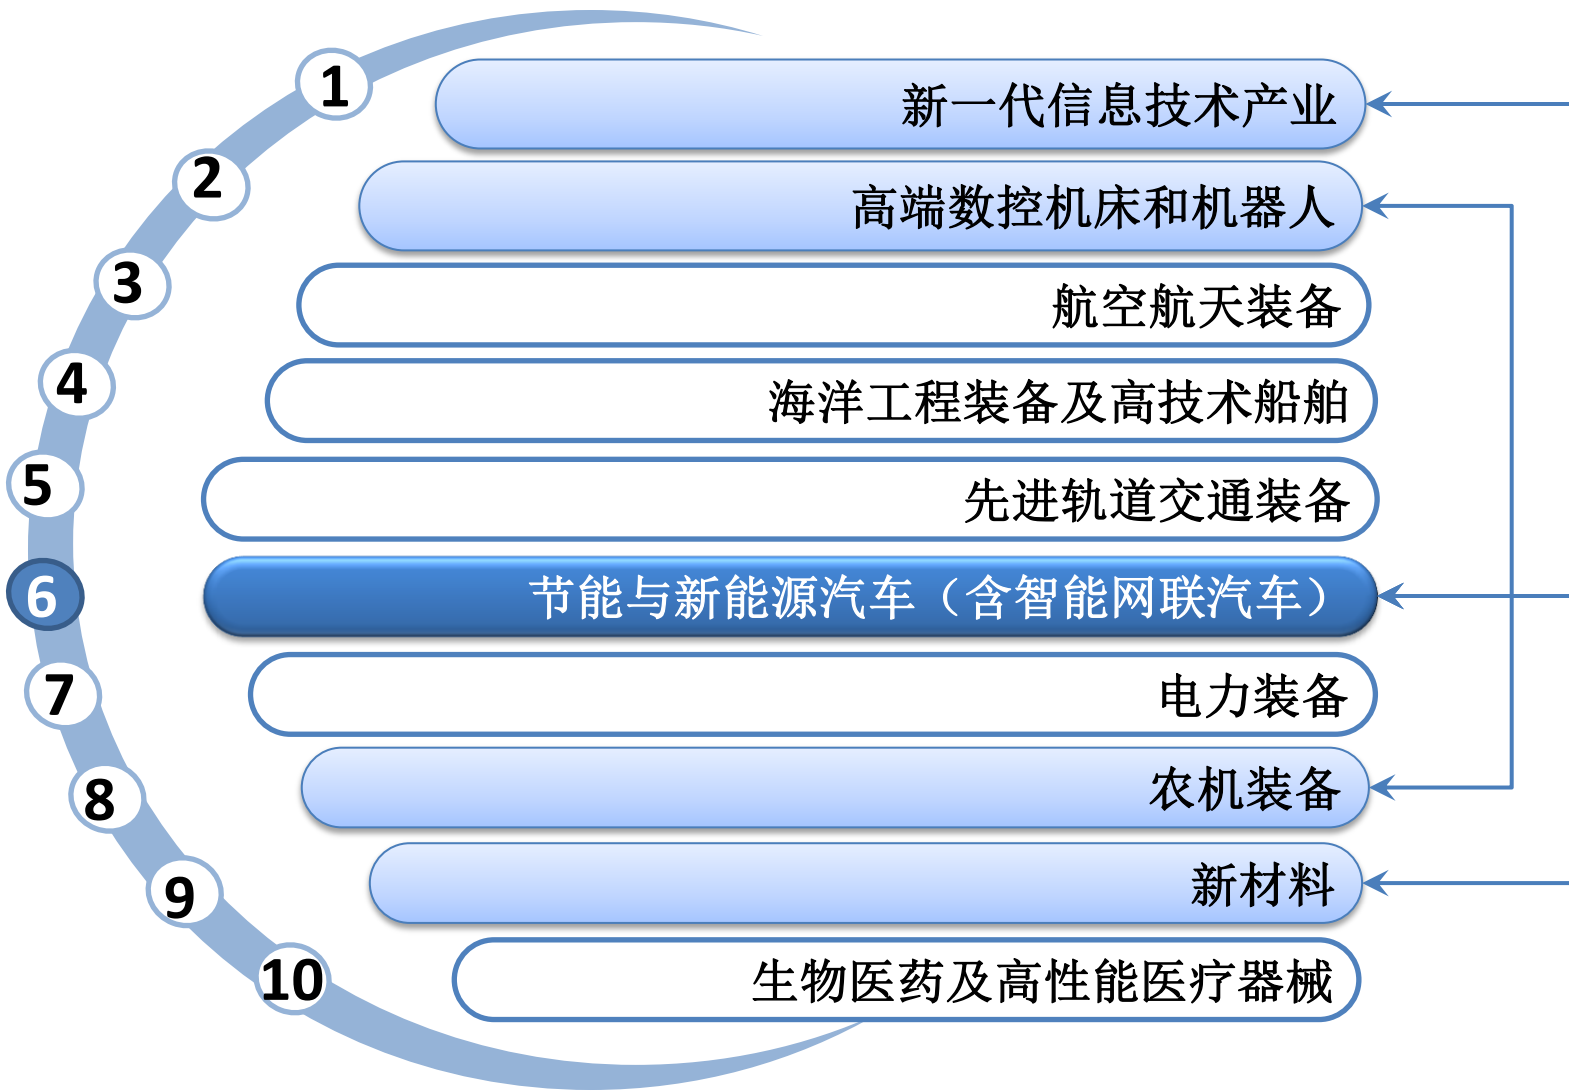 1
新一代信息技术产业
2
高端数控机床和机器人
3
航空航天装备
4
海洋工程装备及高技术船舶
5
先进轨道交通装备
6
节能与新能源汽车（含智能网联汽车）
7
电力装备
8
农机装备
9
新材料
10
生物医药及高性能医疗器械